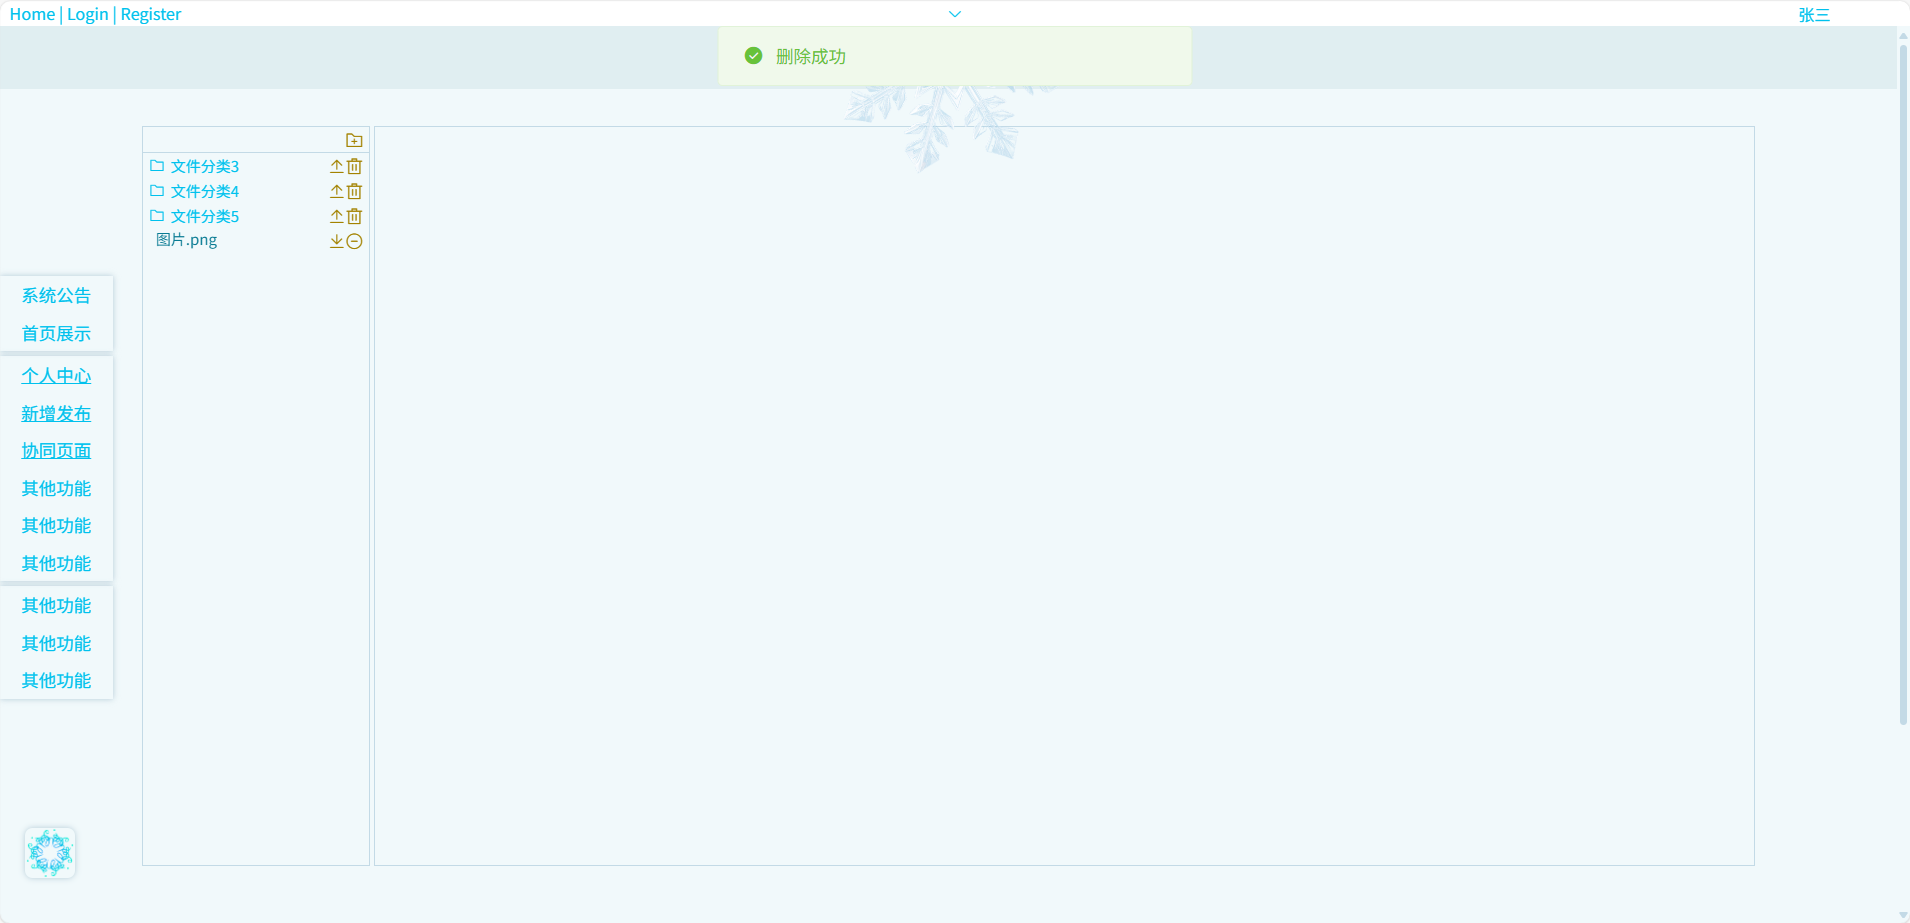 Home | Login | Register
张三
删除成功
文件分类3
文件分类4
文件分类5
图片.png
系统公告
首页展示
个人中心
新增发布
协同页面
其他功能
其他功能
其他功能
其他功能
其他功能
其他功能